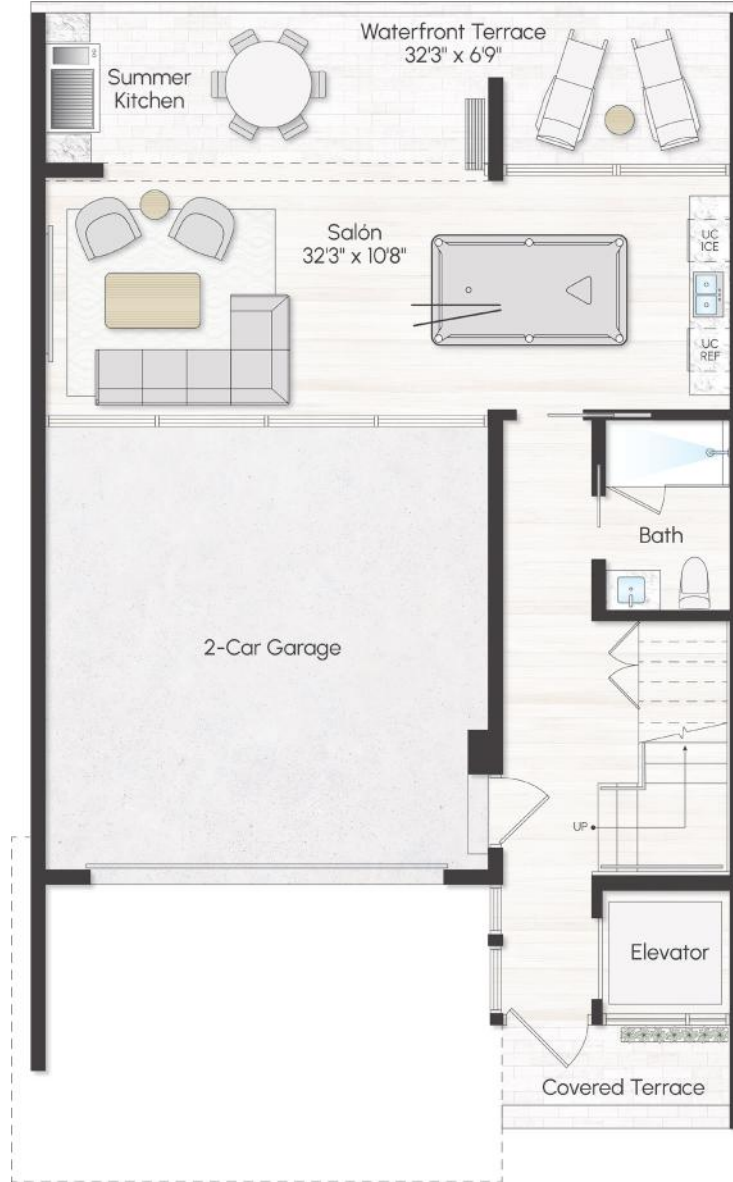 Waterfront Terrace
32'3" x 6'9"
Summer
Kitchen
Salón
32'3" x 10'8"
UC
ICE
UC
REF
Bath
2-Car Garage
UP
Elevator
Covered Terrace